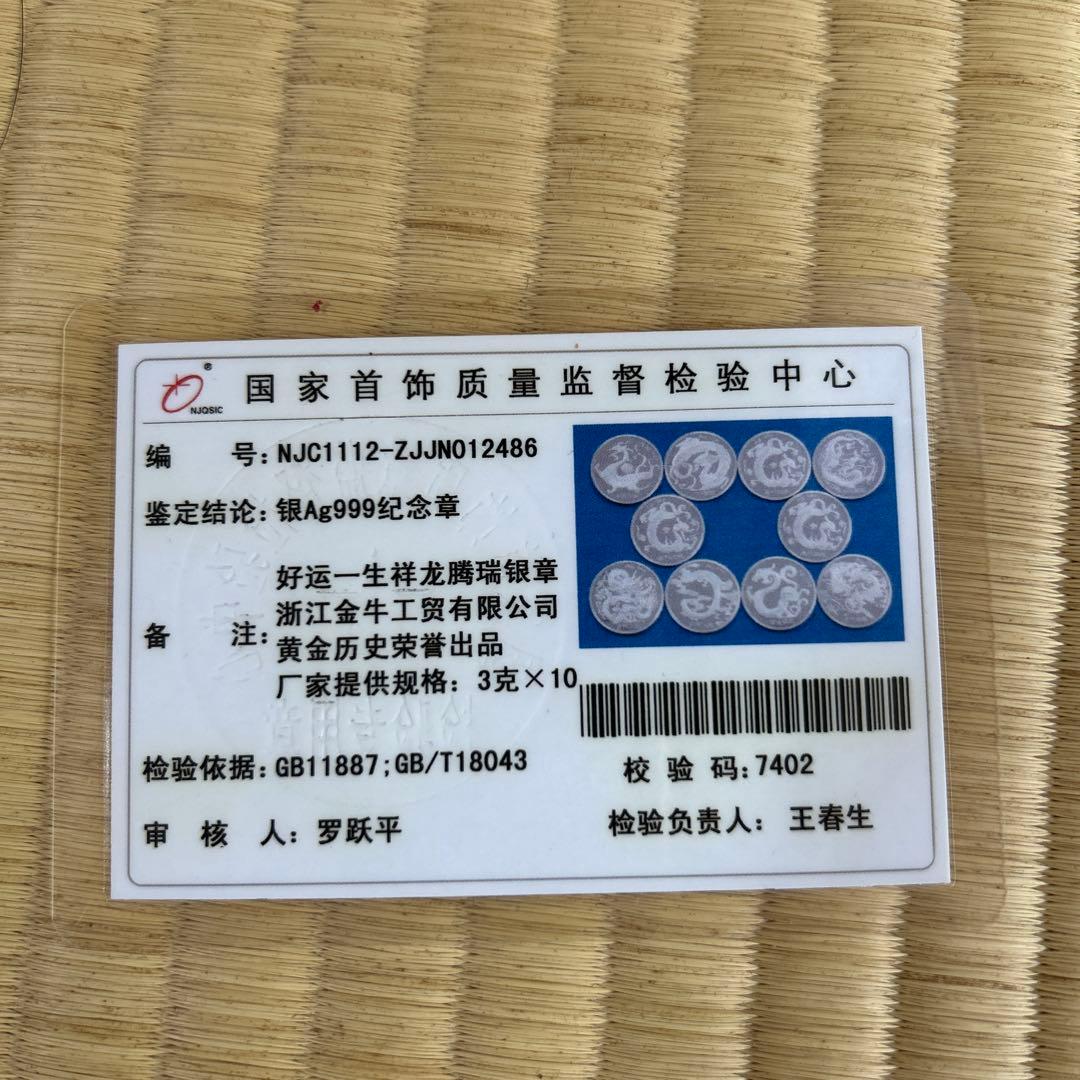 NJQSIC ®
国家首饰质量监督检验中心
编 号：NJC1112-ZJJN012486
鉴定结论：银Ag999纪念章
备 注：好运一生祥龙腾瑞银章
浙江金牛工贸有限公司
黄金历史荣誉出品
厂家提供规格：3克×10
检验依据：GB11887;GB/T18043
校 验 码：7402
审 核 人：罗跃平
检验负责人：王春生